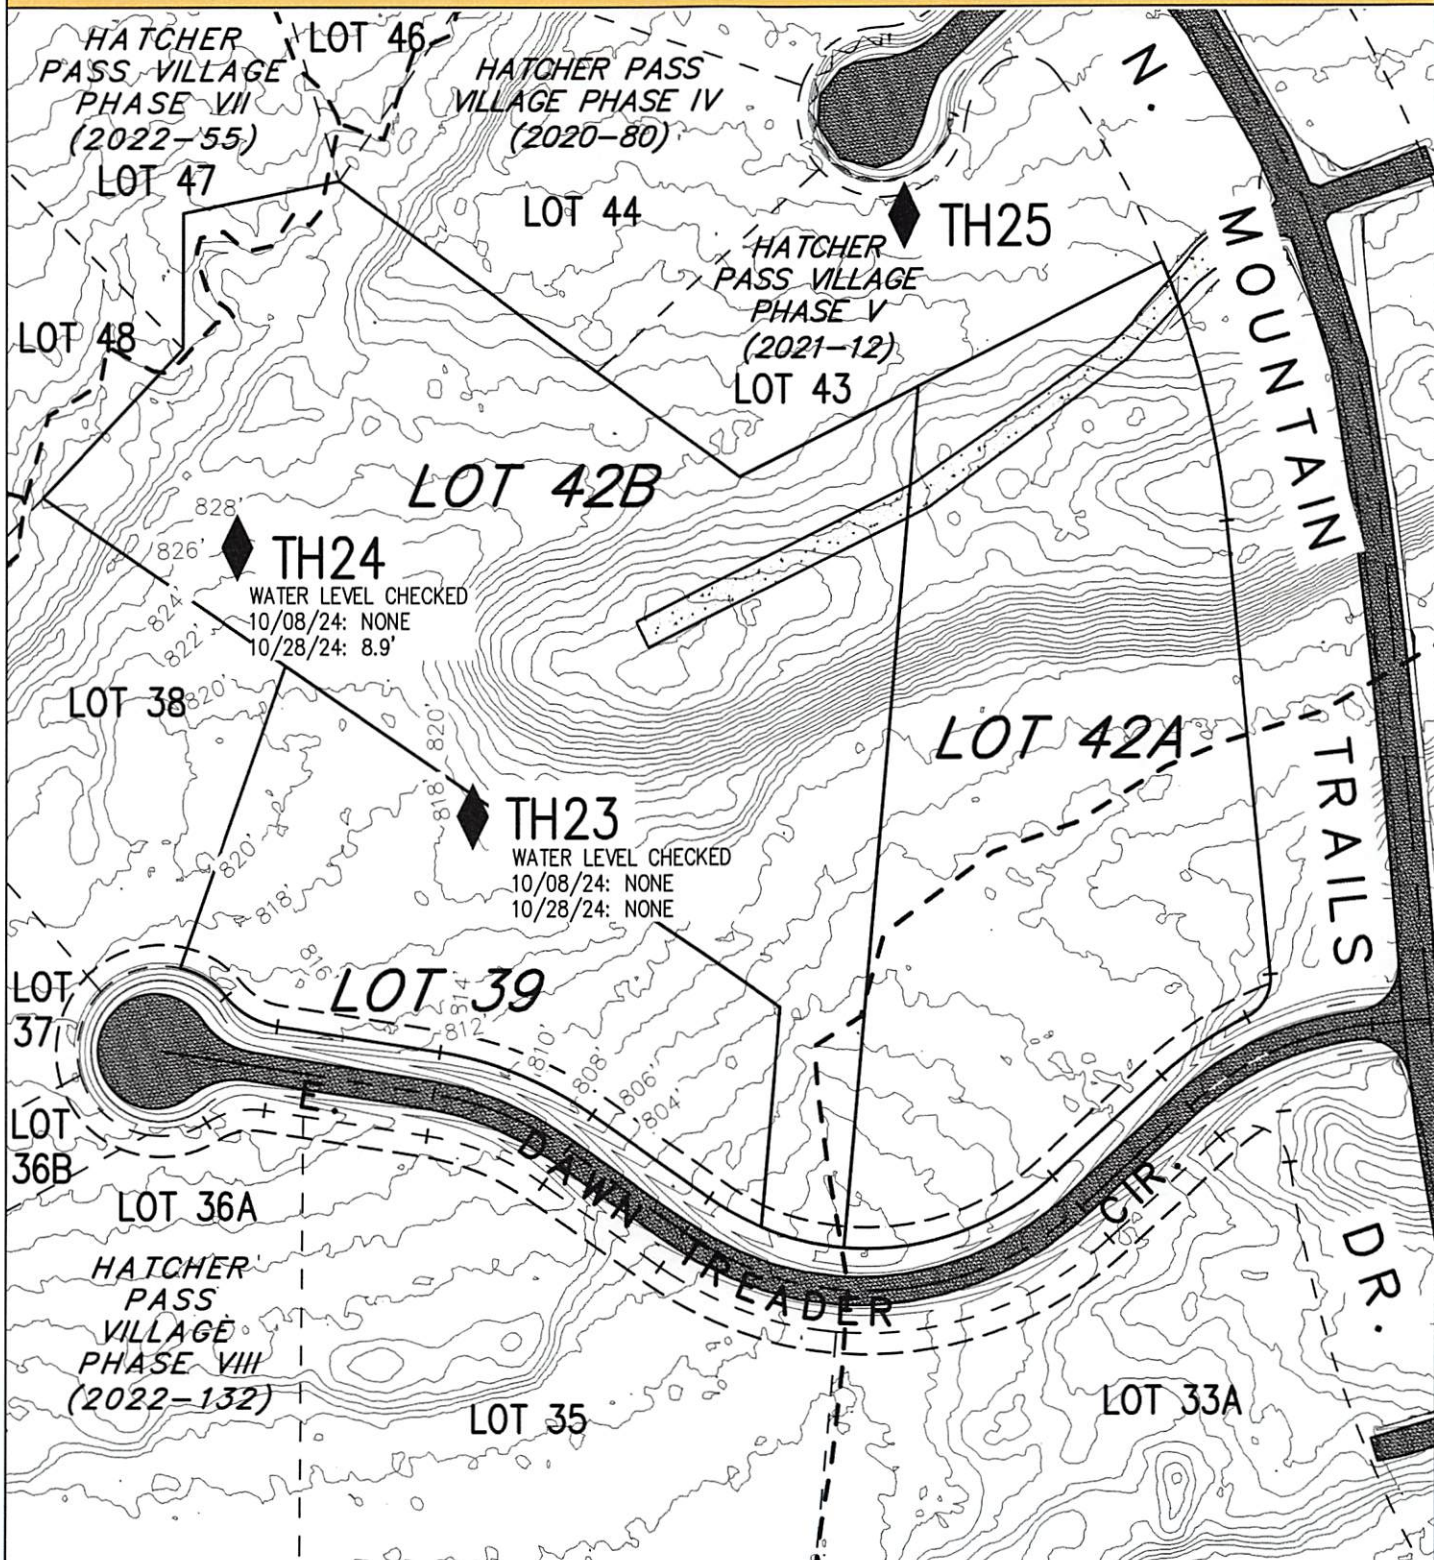 HATCHER
PASS VILLAGE
PHASE VII
(2022-55)
LOT 46
HATCHER PASS
VILLAGE PHASE IV
(2020-80)
LOT 47
LOT 44
TH25
HATCHER
PASS VILLAGE
PHASE V
(2021-12)
LOT 43
LOT 48
N. MOUNTAIN TRAILS DR.
LOT 42B
828'
826'
824'
822'
820'
TH24
WATER LEVEL CHECKED
10/08/24: NONE
10/28/24: 8.9'
LOT 38
820'
818'
LOT 42A
TH23
WATER LEVEL CHECKED
10/08/24: NONE
10/28/24: NONE
820'
818'
816'
814'
812'
810'
808'
806'
804'
LOT 39
LOT
37
LOT
36B
E. DAWN TREADER CIR.
LOT 36A
HATCHER
PASS
VILLAGE
PHASE VIII
(2022-132)
LOT 35
LOT 33A